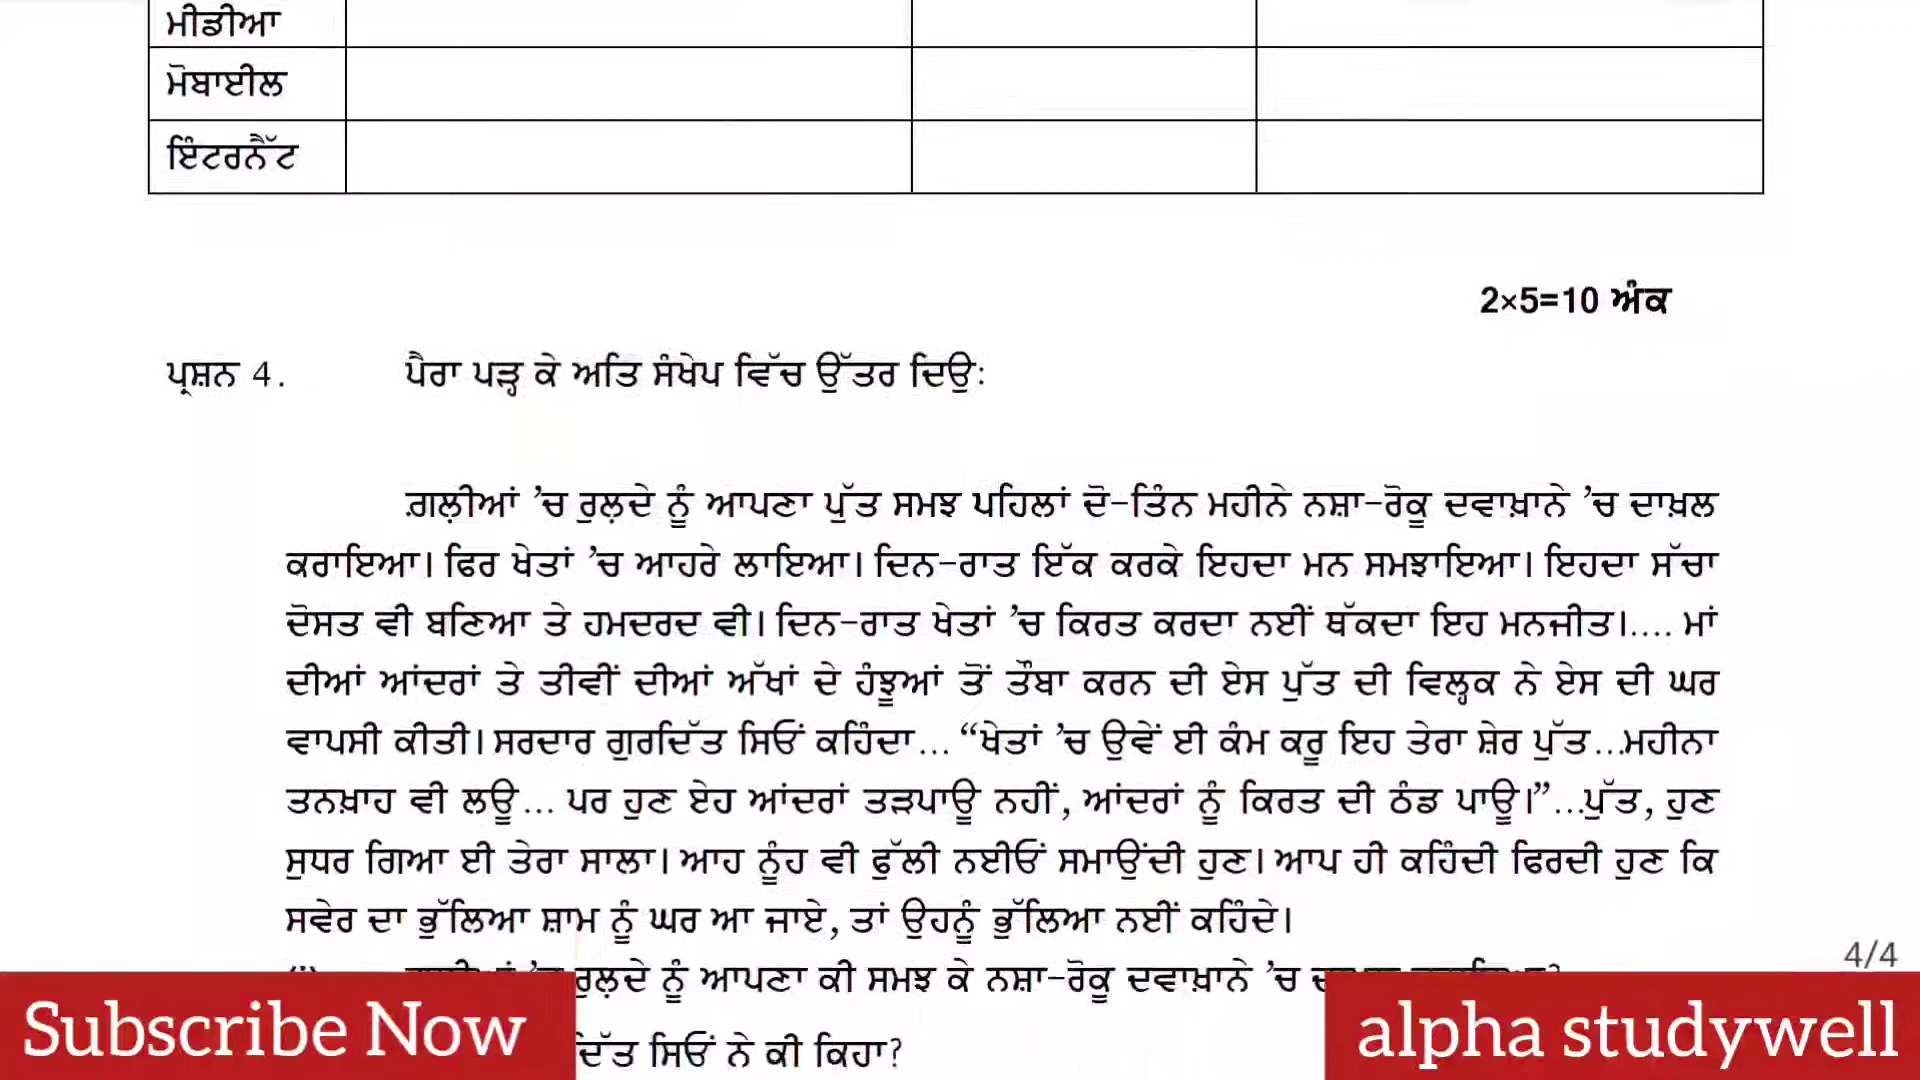 ਮੀਡੀਆ
ਮੋਬਾਈਲ
ਇੰਟਰਨੈੱਟ
2×5=10 ਅੰਕ
ਪ੍ਰਸ਼ਨ 4. ਪੈਰਾ ਪੜ੍ਹ ਕੇ ਅਤਿ ਸੰਖੇਪ ਵਿੱਚ ਉੱਤਰ ਦਿਉ:
ਗ਼ਲੀਆਂ ’ਚ ਰੁਲ਼ਦੇ ਨੂੰ ਆਪਣਾ ਪੁੱਤ ਸਮਝ ਪਹਿਲਾਂ ਦੋ-ਤਿੰਨ ਮਹੀਨੇ ਨਸ਼ਾ-ਰੋਕੂ ਦਵਾਖ਼ਾਨੇ ’ਚ ਦਾਖ਼ਲ
ਕਰਾਇਆ। ਫਿਰ ਖੇਤਾਂ ’ਚ ਆਹਰੇ ਲਾਇਆ। ਦਿਨ-ਰਾਤ ਇੱਕ ਕਰਕੇ ਇਹਦਾ ਮਨ ਸਮਝਾਇਆ। ਇਹਦਾ ਸੱਚਾ
ਦੋਸਤ ਵੀ ਬਣਿਆ ਤੇ ਹਮਦਰਦ ਵੀ। ਦਿਨ-ਰਾਤ ਖੇਤਾਂ ’ਚ ਕਿਰਤ ਕਰਦਾ ਨਈਂ ਥੱਕਦਾ ਇਹ ਮਨਜੀਤ।.... ਮਾਂ
ਦੀਆਂ ਆਂਦਰਾਂ ਤੇ ਤੀਵੀਂ ਦੀਆਂ ਅੱਖਾਂ ਦੇ ਹੰਝੂਆਂ ਤੋਂ ਤੌਬਾ ਕਰਨ ਦੀ ਏਸ ਪੁੱਤ ਦੀ ਵਿਲ੍ਹਕ ਨੇ ਏਸ ਦੀ ਘਰ
ਵਾਪਸੀ ਕੀਤੀ। ਸਰਦਾਰ ਗੁਰਦਿੱਤ ਸਿਓਂ ਕਹਿੰਦਾ... “ਖੇਤਾਂ ’ਚ ਉਵੇਂ ਈ ਕੰਮ ਕਰੂ ਇਹ ਤੇਰਾ ਸ਼ੇਰ ਪੁੱਤ...ਮਹੀਨਾ
ਤਨਖ਼ਾਹ ਵੀ ਲਊ... ਪਰ ਹੁਣ ਏਹ ਆਂਦਰਾਂ ਤੜਪਾਊ ਨਹੀਂ, ਆਂਦਰਾਂ ਨੂੰ ਕਿਰਤ ਦੀ ਠੰਡ ਪਾਊ।”...ਪੁੱਤ, ਹੁਣ
ਸੁਧਰ ਗਿਆ ਈ ਤੇਰਾ ਸਾਲਾ। ਆਹ ਨੂੰਹ ਵੀ ਫੁੱਲੀ ਨਈਓਂ ਸਮਾਉਂਦੀ ਹੁਣ। ਆਪ ਹੀ ਕਹਿੰਦੀ ਫਿਰਦੀ ਹੁਣ ਕਿ
ਸਵੇਰ ਦਾ ਭੁੱਲਿਆ ਸ਼ਾਮ ਨੂੰ ਘਰ ਆ ਜਾਏ, ਤਾਂ ਉਹਨੂੰ ਭੁੱਲਿਆ ਨਈਂ ਕਹਿੰਦੇ।
4/4
ਰੁਲ਼ਦੇ ਨੂੰ ਆਪਣਾ ਕੀ ਸਮਝ ਕੇ ਨਸ਼ਾ-ਰੋਕੂ ਦਵਾਖ਼ਾਨੇ ’ਚ
ਦਿੱਤ ਸਿਓਂ ਨੇ ਕੀ ਕਿਹਾ?
Subscribe Now
alpha studywell